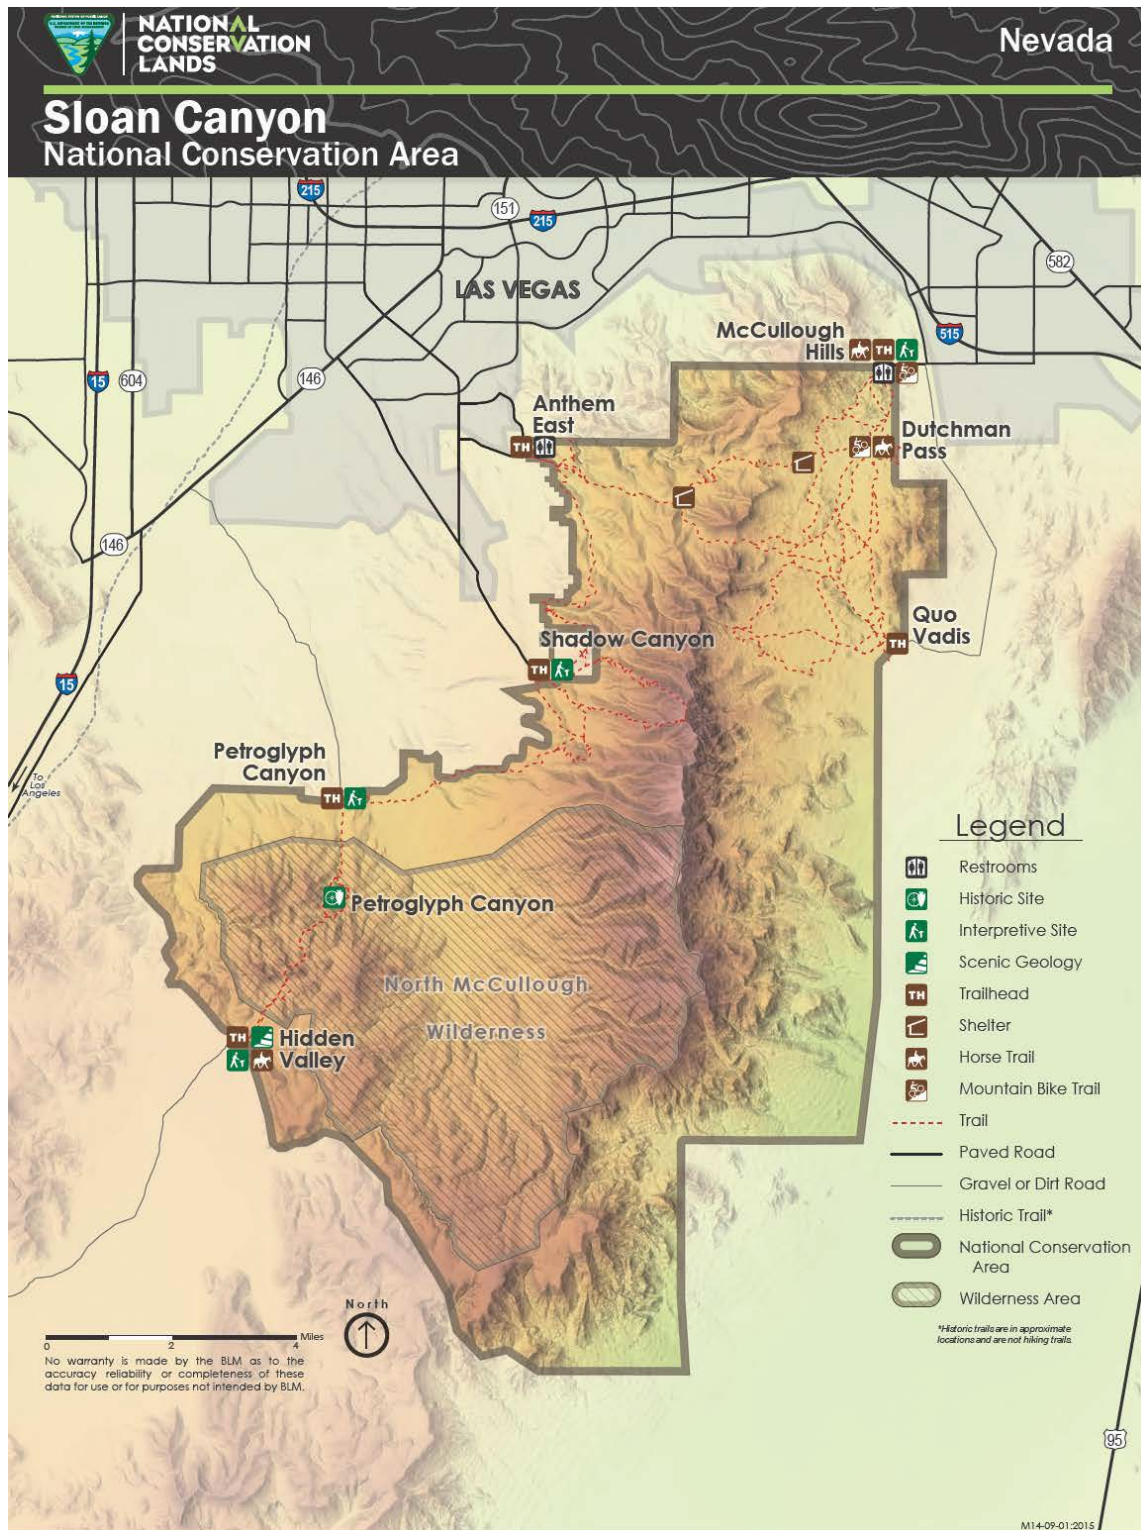 NATIONAL
CONSERVATION
LANDS
Nevada
Sloan Canyon
National Conservation Area
215
151
215
582
LAS VEGAS
515
McCullough
Hills
TH
15
604
146
Anthem
East
TH
Dutchman
Pass
146
Quo
Vadis
TH
Shadow Canyon
TH
15
Petroglyph
Canyon
TH
To
Los
Angeles
Petroglyph Canyon
North McCullough
Wilderness
TH
Hidden
Valley
Legend
Restrooms
Historic Site
Interpretive Site
Scenic Geology
TH
Trailhead
Shelter
Horse Trail
Mountain Bike Trail
Trail
Paved Road
Gravel or Dirt Road
Historic Trail*
National Conservation
Area
Wilderness Area
*Historic trails are in approximate
locations and are not hiking trails.
North
Miles
0 2 4
No warranty is made by the BLM as to the
accuracy reliability or completeness of these
data for use or for purposes not intended by BLM.
95
M14-09-01:2015